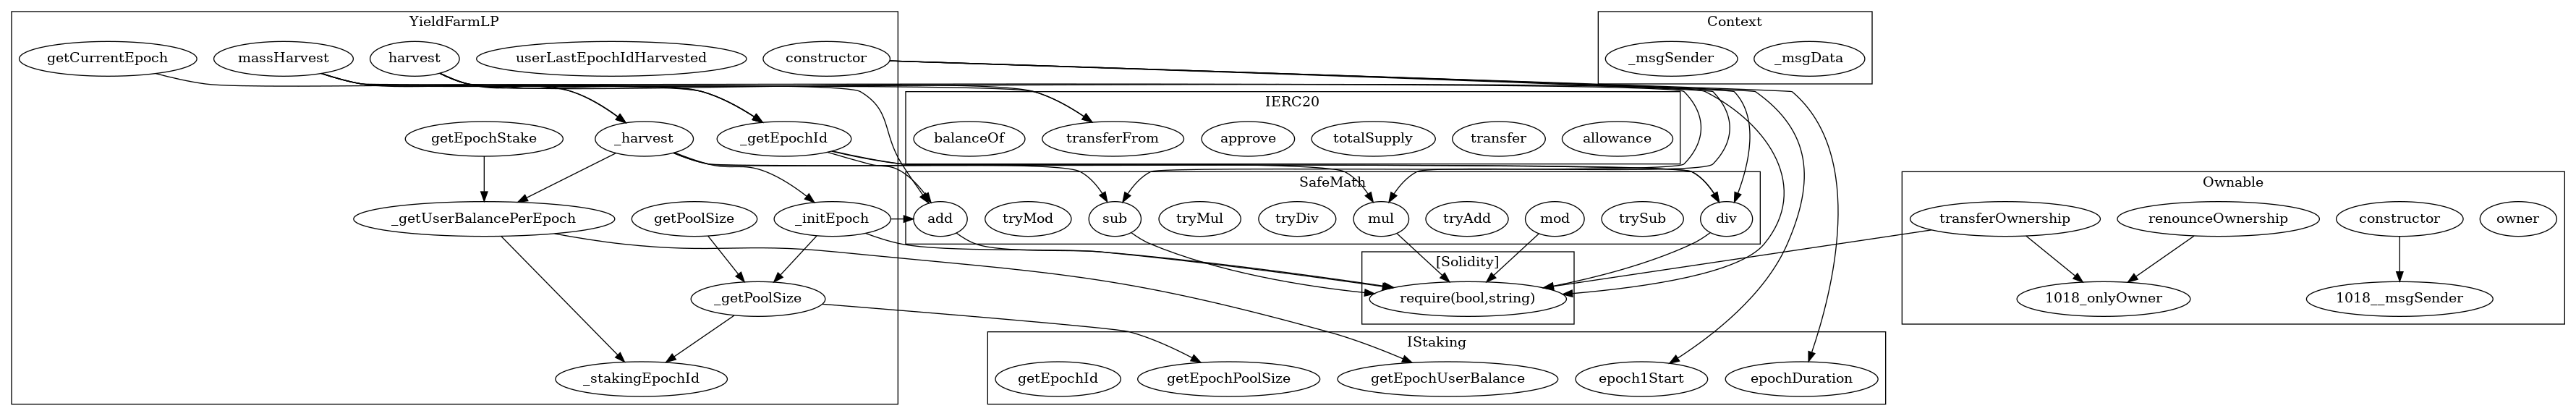 YieldFarmLP
Context
getCurrentEpoch
massHarvest
harvest
userLastEpochIdHarvested
constructor
_msgSender
_msgData
IERC20
getEpochStake
_harvest
_getEpochId
balanceOf
transferFrom
approve
totalSupply
transfer
allowance
SafeMath
Ownable
_getUserBalancePerEpoch
getPoolSize
_initEpoch
add
tryMod
sub
tryMul
tryDiv
mul
tryAdd
mod
trySub
div
transferOwnership
renounceOwnership
constructor
owner
[Solidity]
_getPoolSize
require(bool,string)
1018_onlyOwner
1018__msgSender
IStaking
_stakingEpochId
getEpochId
getEpochPoolSize
getEpochUserBalance
epoch1Start
epochDuration